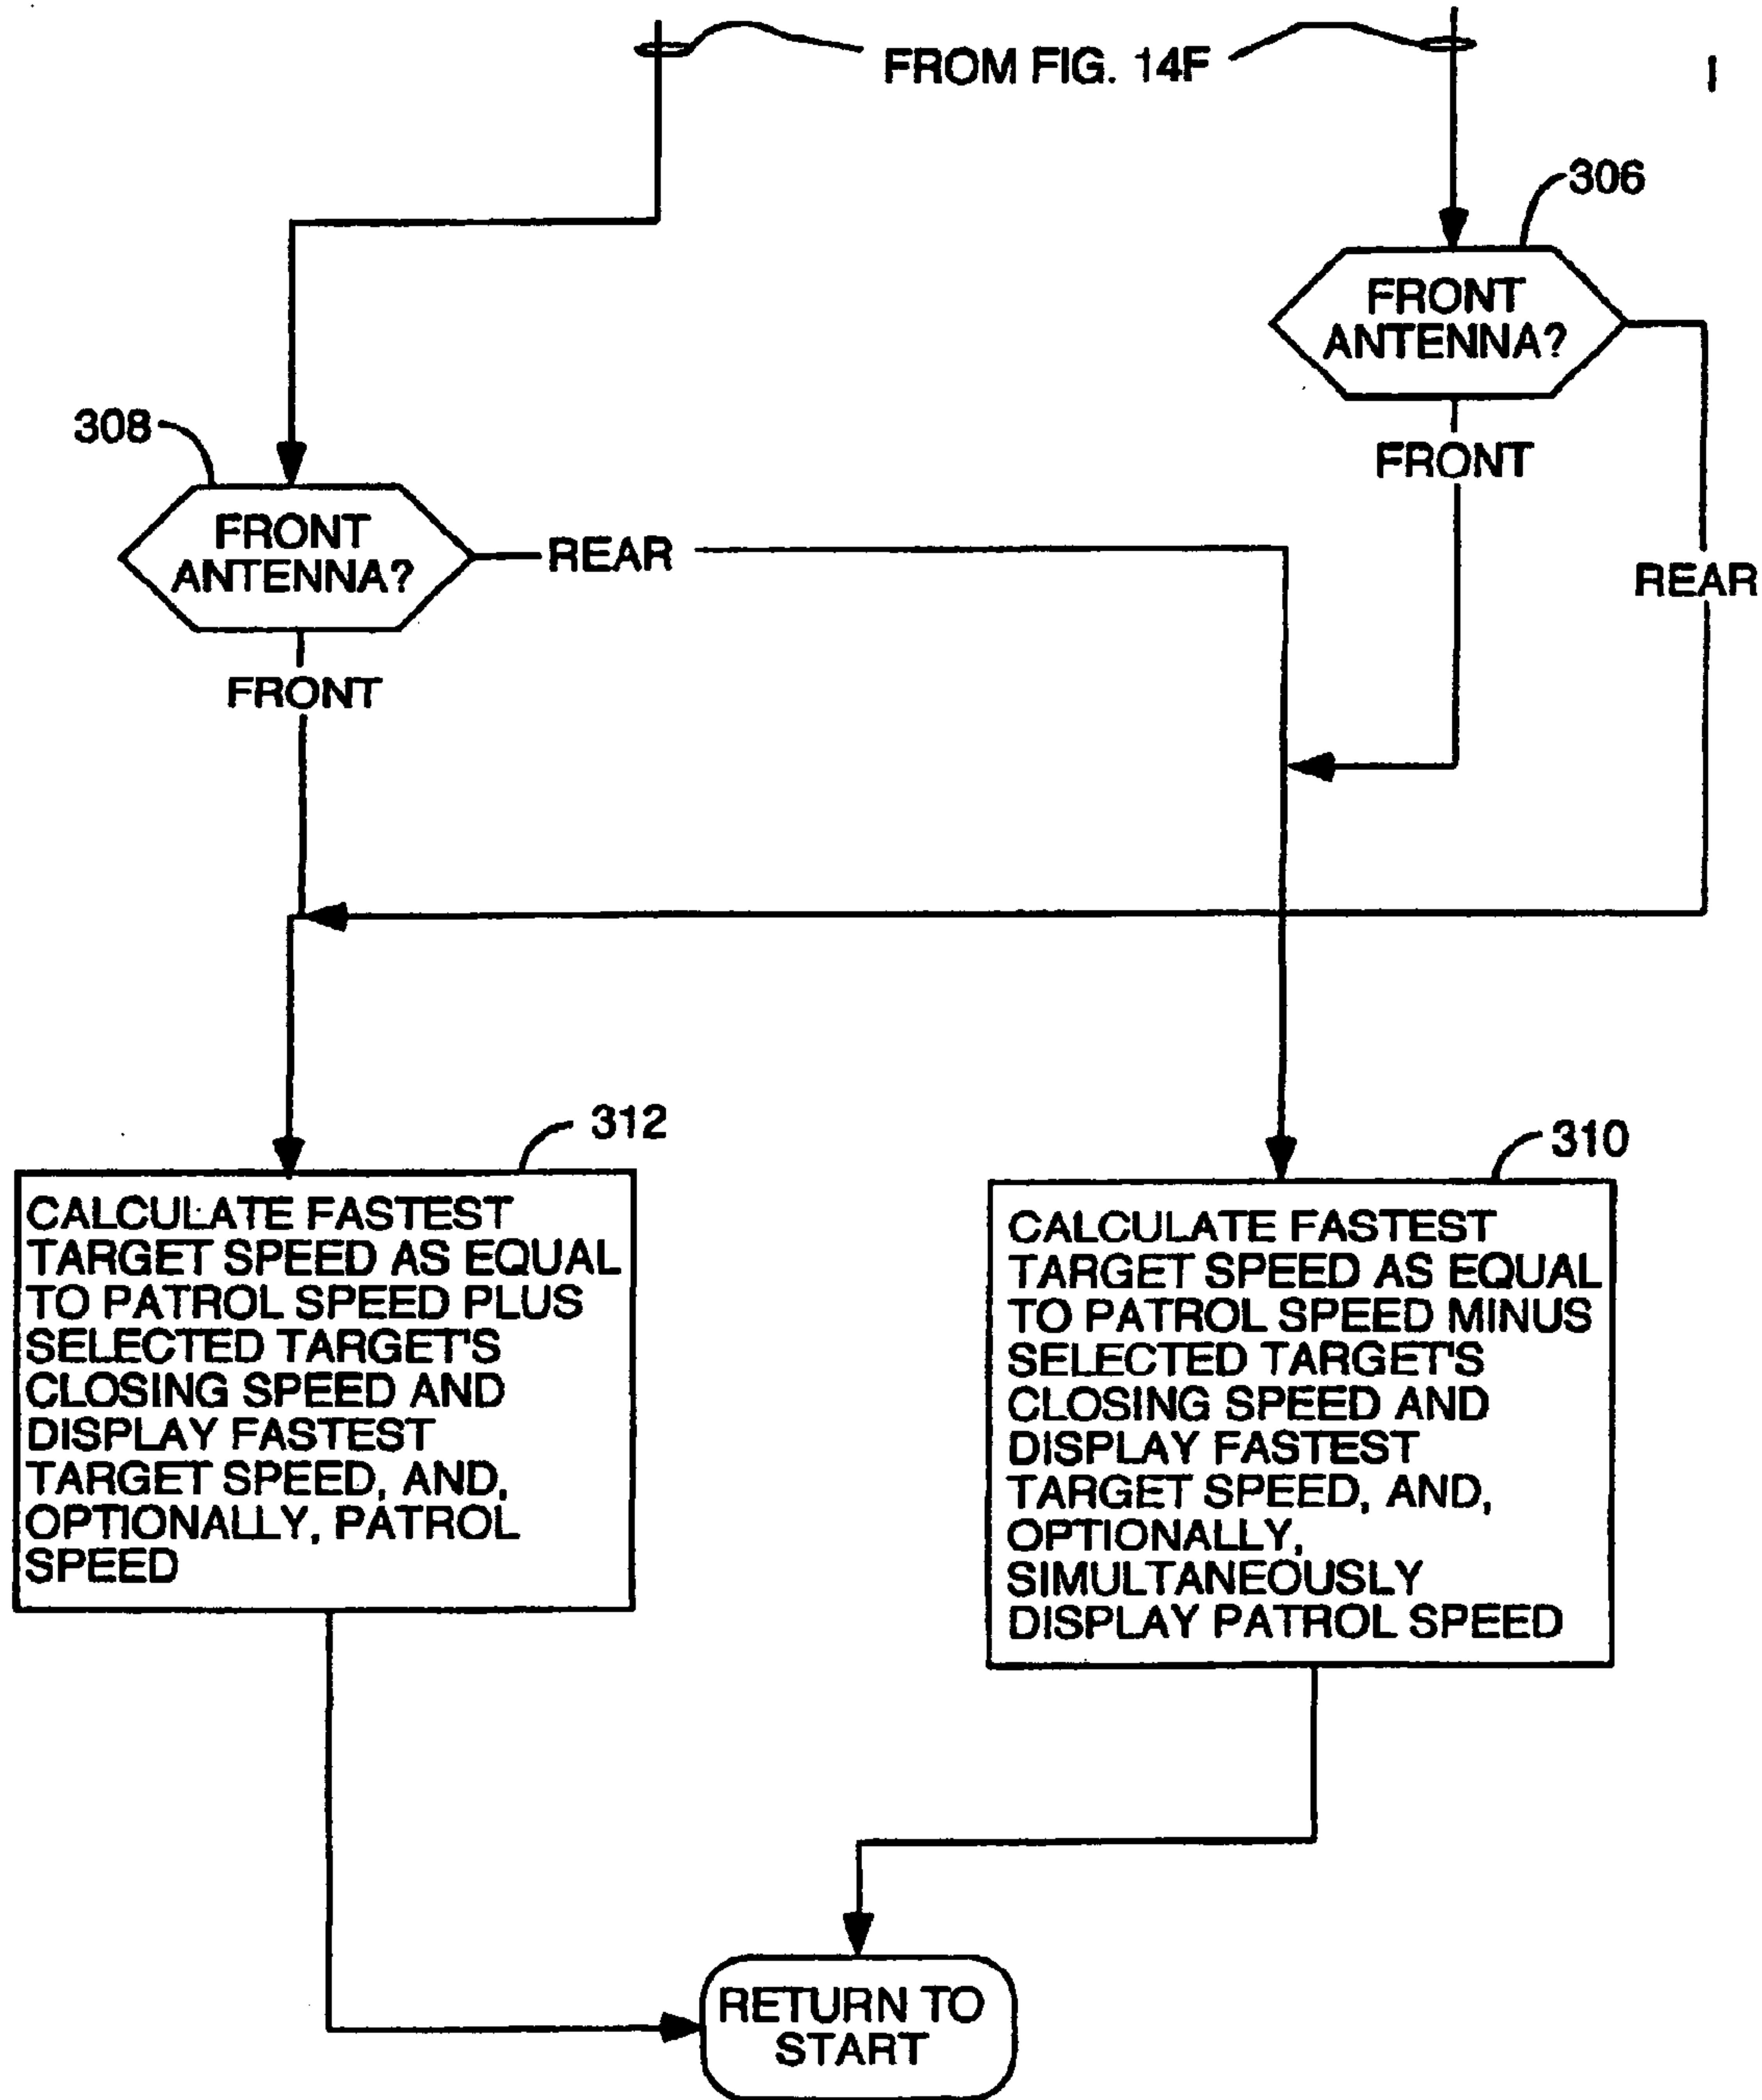 FROM FIG. 14F
306
FRONT
ANTENNA?
308
FRONT
REAR
FRONT
ANTENNA?
REAR
FRONT
312
CALCULATE FASTEST
TARGET SPEED AS EQUAL
TO PATROL SPEED PLUS
SELECTED TARGET'S
CLOSING SPEED AND
DISPLAY FASTEST
TARGET SPEED, AND,
OPTIONALLY, PATROL
SPEED
310
CALCULATE FASTEST
TARGET SPEED AS EQUAL
TO PATROL SPEED MINUS
SELECTED TARGET'S
CLOSING SPEED AND
DISPLAY FASTEST
TARGET SPEED, AND,
OPTIONALLY,
SIMULTANEOUSLY
DISPLAY PATROL SPEED
RETURN TO
START